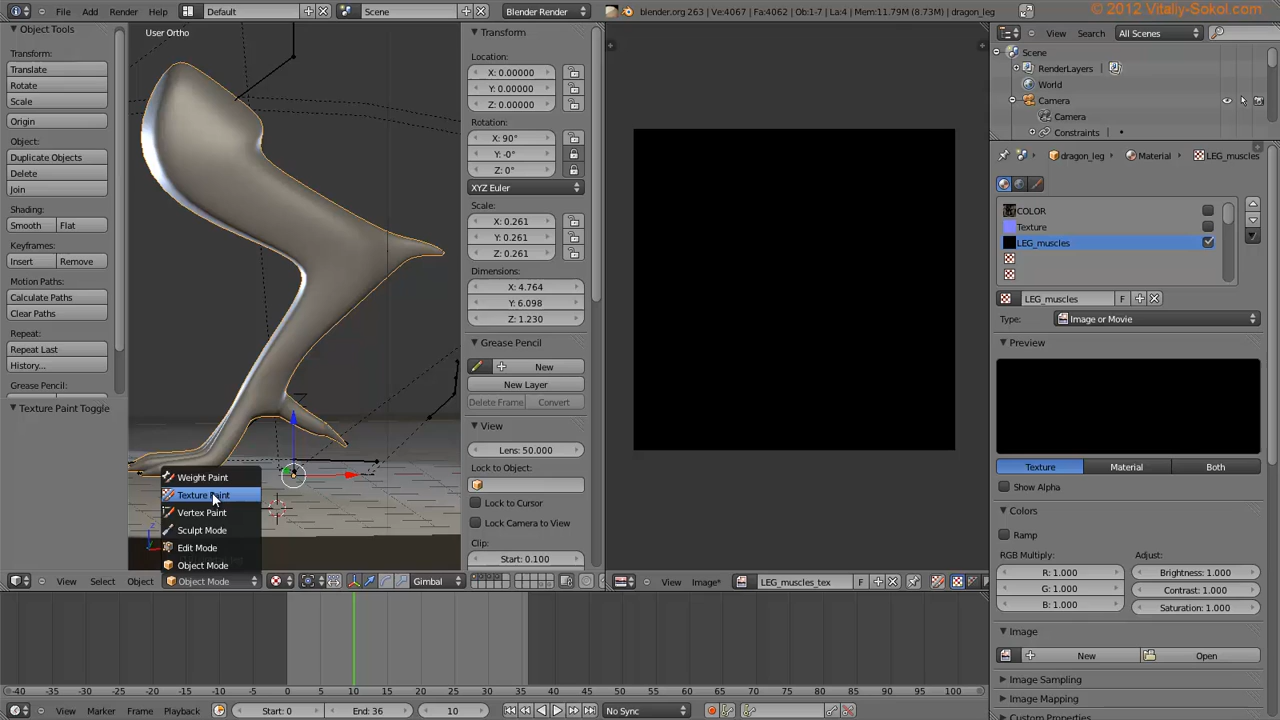 © 2012 Vitaliy-Sokol.com
File Add Render Help Default Scene Blender Render blender.org 263 | Ve:4067 | Fa:4062 | Ob:1-7 | La:4 | Mem:11.79M (8.73M) | dragon_leg
Object Tools
Transform:
Translate
Rotate
Scale
Origin
Object:
Duplicate Objects
Delete
Join
Shading:
Smooth Flat
Keyframes:
Insert Remove
Motion Paths:
Calculate Paths
Clear Paths
Repeat:
Repeat Last
History...
Grease Pencil:
Texture Paint Toggle
User Ortho
Weight Paint
Texture Paint
Vertex Paint
Sculpt Mode
Edit Mode
Object Mode
View Select Object Object Mode Gimbal
Transform
Location:
X: 0.00000
Y: 0.00000
Z: 0.00000
Rotation:
X: 90°
Y: -0°
Z: 0°
XYZ Euler
Scale:
X: 0.261
Y: 0.261
Z: 0.261
Dimensions:
X: 4.764
Y: 6.098
Z: 1.230
Grease Pencil
New
New Layer
Delete Frame Convert
View
Lens: 50.000
Lock to Object:
Lock to Cursor
Lock Camera to View
Clip:
Start: 0.100
View Image* LEG_muscles_tex F
View Search All Scenes
Scene
RenderLayers
World
Camera
Camera
Constraints
dragon_leg Material LEG_muscles
COLOR
Texture
LEG_muscles
LEG_muscles F
Type: Image or Movie
Preview
Texture Material Both
Show Alpha
Colors
Ramp
RGB Multiply: Adjust:
R: 1.000 Brightness: 1.000
G: 1.000 Contrast: 1.000
B: 1.000 Saturation: 1.000
Image
New Open
Image Sampling
Image Mapping
Custom Properties
-40 -35 -30 -25 -20 -15 -10 -5 0 5 10 15 20 25 30 35 40 45 50 55 60 65 70 75 80 85 90 95 100
View Marker Frame Playback Start: 0 End: 36 10 No Sync